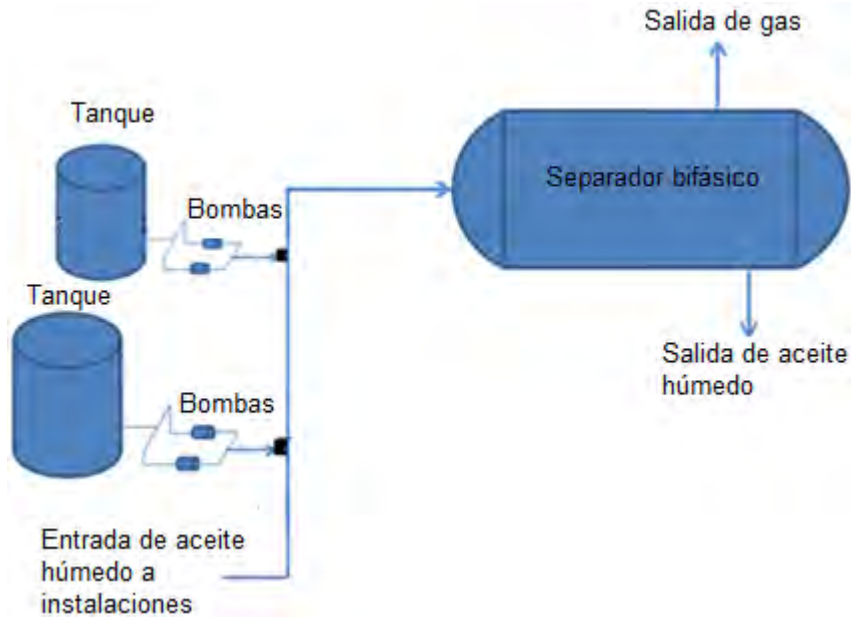 Salida de gas
Tanque
Separador bifásico
Bombas
Tanque
Salida de aceite
húmedo
Bombas
Entrada de aceite
húmedo a
instalaciones